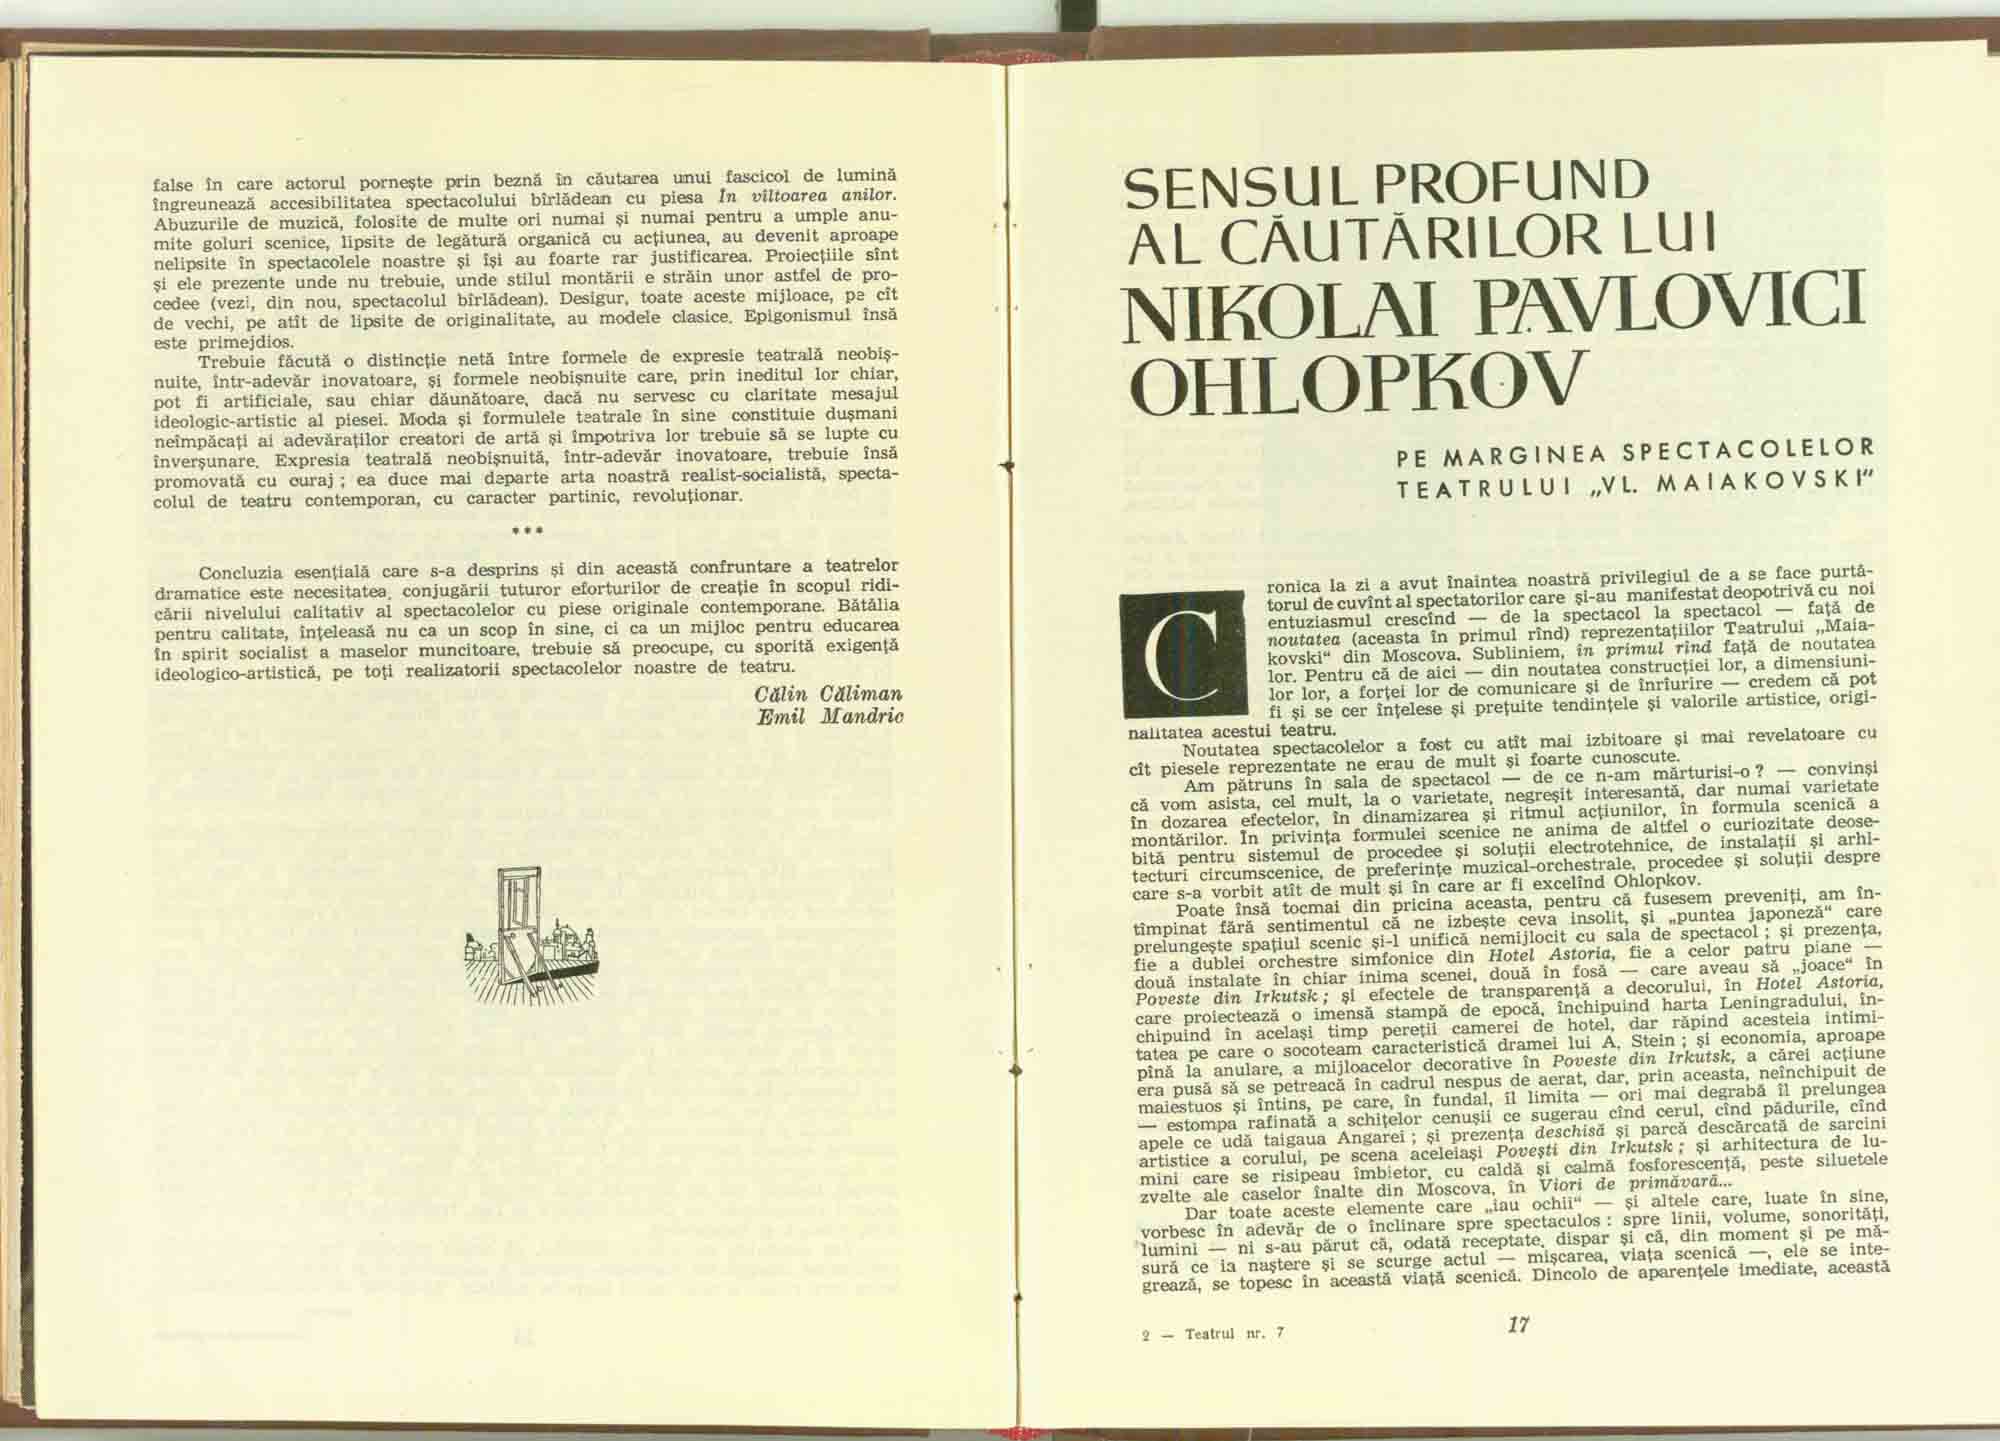 false în care actorul pornește prin beznă în căutarea unui fascicol de lumină
îngreunează accesibilitatea spectacolului bîrlădean cu piesa În vîltoarea anilor.
Abuzurile de muzică, folosite de multe ori numai și numai pentru a umple anu-
mite goluri scenice, lipsite de legătură organică cu acțiunea, au devenit aproape
nelipsite în spectacolele noastre și își au foarte rar justificarea. Proiecțiile sînt
și ele prezente unde nu trebuie, unde stilul montării e străin unor astfel de pro-
cedee (vezi, din nou, spectacolul bîrlădean). Desigur, toate aceste mijloace, pe cît
de vechi, pe atît de lipsite de originalitate, au modele clasice. Epigonismul însă
este primejdios.
Trebuie făcută o distincție netă între formele de expresie teatrală neobiș-
nuite, într-adevăr inovatoare, și formele neobișnuite care, prin ineditul lor chiar,
pot fi artificiale, sau chiar dăunătoare, dacă nu servesc cu claritate mesajul
ideologic-artistic al piesei. Moda și formulele teatrale în sine constituie dușmani
neîmpăcați ai adevăraților creatori de artă și împotriva lor trebuie să se lupte cu
înverșunare. Expresia teatrală neobișnuită, într-adevăr inovatoare, trebuie însă
promovată cu curaj ; ea duce mai departe arta noastră realist-socialistă, specta-
colul de teatru contemporan, cu caracter partinic, revoluționar.
***
Concluzia esențială care s-a desprins și din această confruntare a teatrelor
dramatice este necesitatea conjugării tuturor eforturilor de creație în scopul ridi-
cării nivelului calitativ al spectacolelor cu piese originale contemporane. Bătălia
pentru calitate, înțeleasă nu ca un scop în sine, ci ca un mijloc pentru educarea
în spirit socialist a maselor muncitoare, trebuie să preocupe, cu sporită exigență
ideologico-artistică, pe toți realizatorii spectacolelor noastre de teatru.
Călin Căliman
Emil Mandric
SENSUL PROFUND
AL CĂUTĂRILOR LUI
NIKOLAI PAVLOVICI
OHLOPKOV
PE MARGINEA SPECTACOLELOR
TEATRULUI „VL. MAIAKOVSKI"
Cronica la zi a avut înaintea noastră privilegiul de a se face purtă-
torul de cuvînt al spectatorilor care și-au manifestat deopotrivă cu noi
entuziasmul crescînd — de la spectacol la spectacol — față de
noutatea (aceasta în primul rînd) reprezentațiilor Teatrului „Maia-
kovski“ din Moscova. Subliniem, în primul rînd față de noutatea
lor. Pentru că de aici — din noutatea construcției lor, a dimensiuni-
lor lor, a forței lor de comunicare și de înrîurire — credem că pot
fi și se cer înțelese și prețuite tendințele și valorile artistice, origi-
nalitatea acestui teatru.
Noutatea spectacolelor a fost cu atît mai izbitoare și mai revelatoare cu
cît piesele reprezentate ne erau de mult și foarte cunoscute.
Am pătruns în sala de spectacol — de ce n-am mărturisi-o ? — convinși
că vom asista, cel mult, la o varietate, negreșit interesantă, dar numai varietate
în dozarea efectelor, în dinamizarea și ritmul acțiunilor, în formula scenică a
montărilor. În privința formulei scenice ne anima de altfel o curiozitate deose-
bită pentru sistemul de procedee și soluții electrotehnice, de instalații și arhi-
tecturi circumscenice, de preferințe muzical-orchestrale, procedee și soluții despre
care s-a vorbit atît de mult și în care ar fi excelînd Ohlopkov.
Poate însă tocmai din pricina aceasta, pentru că fusesem preveniți, am în-
tîmpinat fără sentimentul că ne izbește ceva insolit, și „puntea japoneză“ care
prelungește spațiul scenic și-l unifică nemijlocit cu sala de spectacol ; și prezența,
fie a dublei orchestre simfonice din Hotel Astoria, fie a celor patru piane —
două instalate în chiar inima scenei, două în fosă — care aveau să „joace“ în
Poveste din Irkutsk ; și efectele de transparență a decorului, în Hotel Astoria,
care proiectează o imensă stampă de epocă, închipuind harta Leningradului, în-
chipuind în același timp pereții camerei de hotel, dar răpind acesteia intimi-
tatea pe care o socoteam caracteristică dramei lui A. Stein ; și economia, aproape
pînă la anulare, a mijloacelor decorative în Poveste din Irkutsk, a cărei acțiune
era pusă să se petreacă în cadrul nespus de aerat, dar, prin aceasta, neînchipuit de
maiestuos și întins, pe care, în fundal, îl limita — ori mai degrabă îl prelungea
— estompa rafinată a schițelor cenușii ce sugerau cînd cerul, cînd pădurile, cînd
apele ce udă taigaua Angarei ; și prezența deschisă și parcă descărcată de sarcini
artistice a corului, pe scena aceleiași Povești din Irkutsk ; și arhitectura de lu-
mini care se risipeau îmbietor, cu caldă și calmă fosforescență, peste siluetele
zvelte ale caselor înalte din Moscova, în Viori de primăvară...
Dar toate aceste elemente care „iau ochii“ — și altele care, luate în sine,
vorbesc în adevăr de o înclinare spre spectaculos : spre linii, volume, sonorități,
lumini — ni s-au părut că, odată receptate, dispar și că, din moment și pe mă-
sură ce ia naștere și se scurge actul — mișcarea, viața scenică —, ele se inte-
grează, se topesc în această viață scenică. Dincolo de aparențele imediate, această
2 — Teatrul nr. 7
17